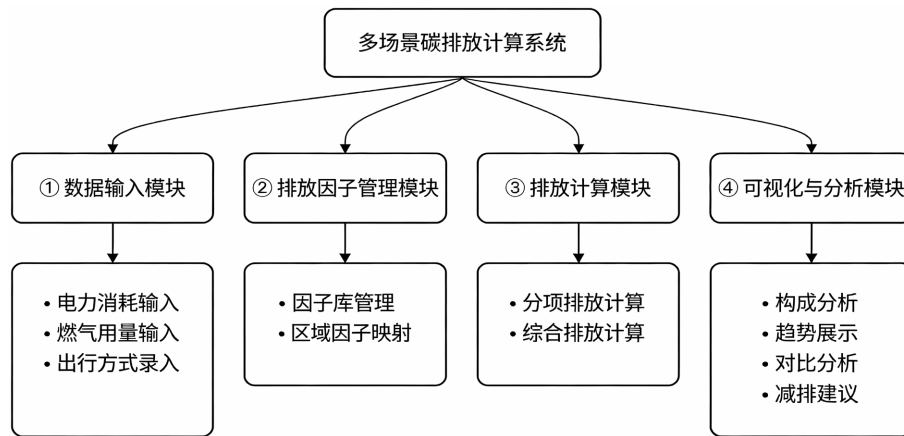 多场景碳排放计算系统
① 数据输入模块
② 排放因子管理模块
③ 排放计算模块
④ 可视化与分析模块
• 电力消耗输入
• 燃气用量输入
• 出行方式录入
• 因子库管理
• 区域因子映射
• 分项排放计算
• 综合排放计算
• 构成分析
• 趋势展示
• 对比分析
• 减排建议